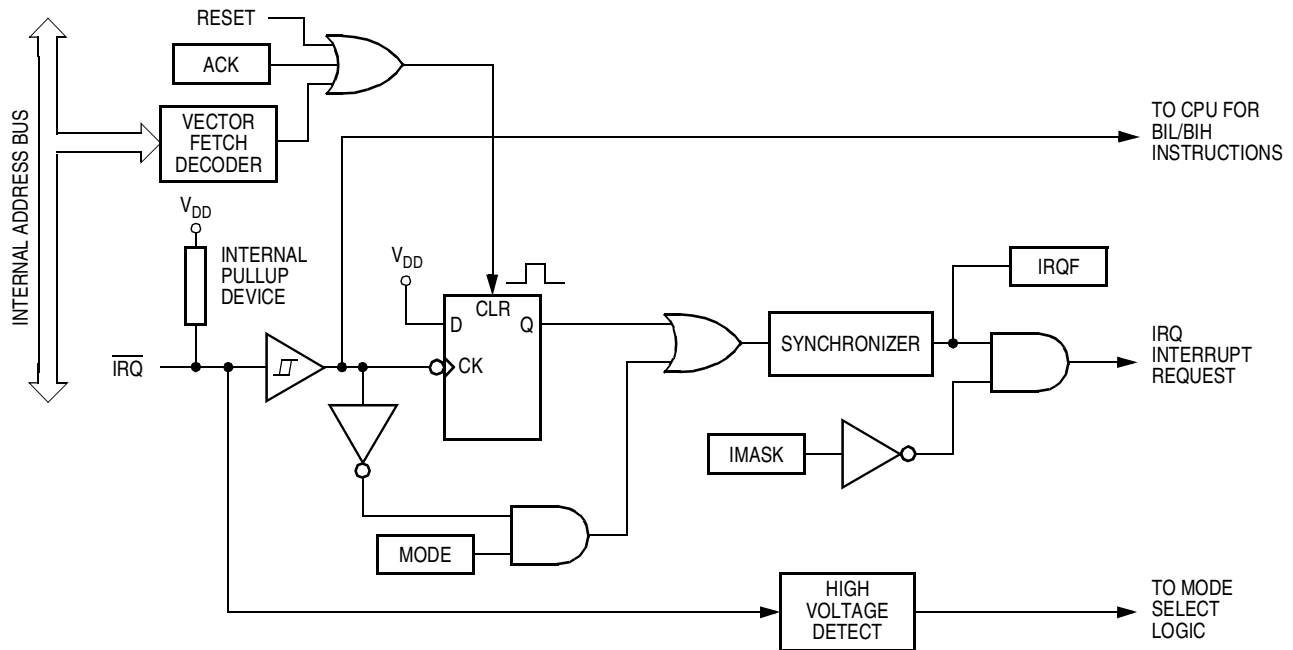 RESET
ACK
VECTOR
FETCH
DECODER
INTERNAL ADDRESS BUS
TO CPU FOR
BIL/BIH
INSTRUCTIONS
VDD
INTERNAL
PULLUP
DEVICE
VDD
CLR
D
Q
CK
IRQ
SYNCHRONIZER
IRQF
IRQ
INTERRUPT
REQUEST
IMASK
MODE
HIGH
VOLTAGE
DETECT
TO MODE
SELECT
LOGIC